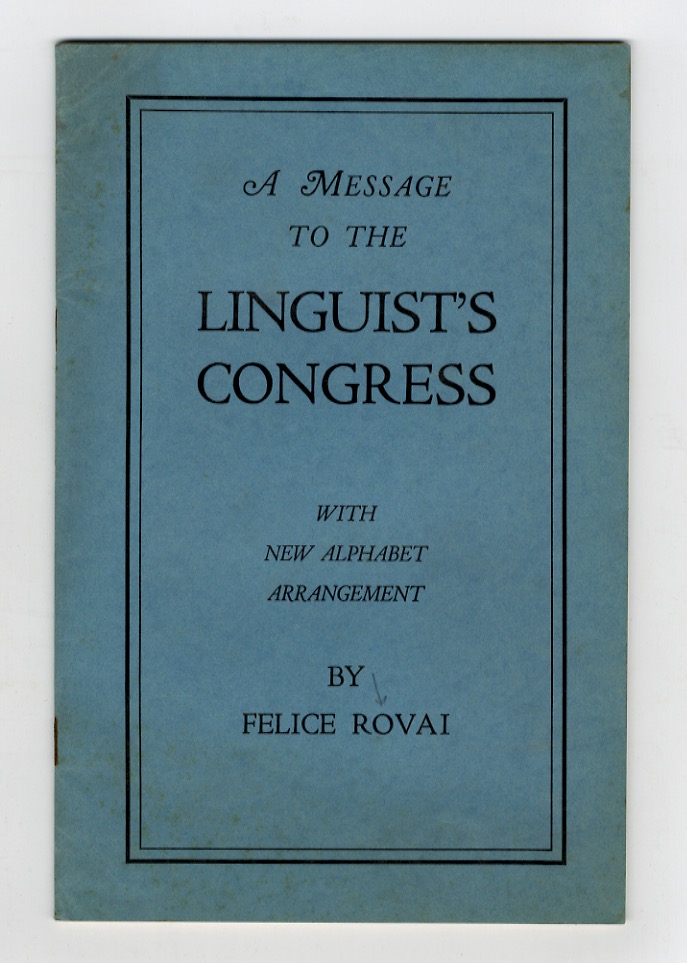 A MESSAGE
TO THE
LINGUIST'S
CONGRESS
WITH
NEW ALPHABET
ARRANGEMENT
BY
FELICE ROVAI